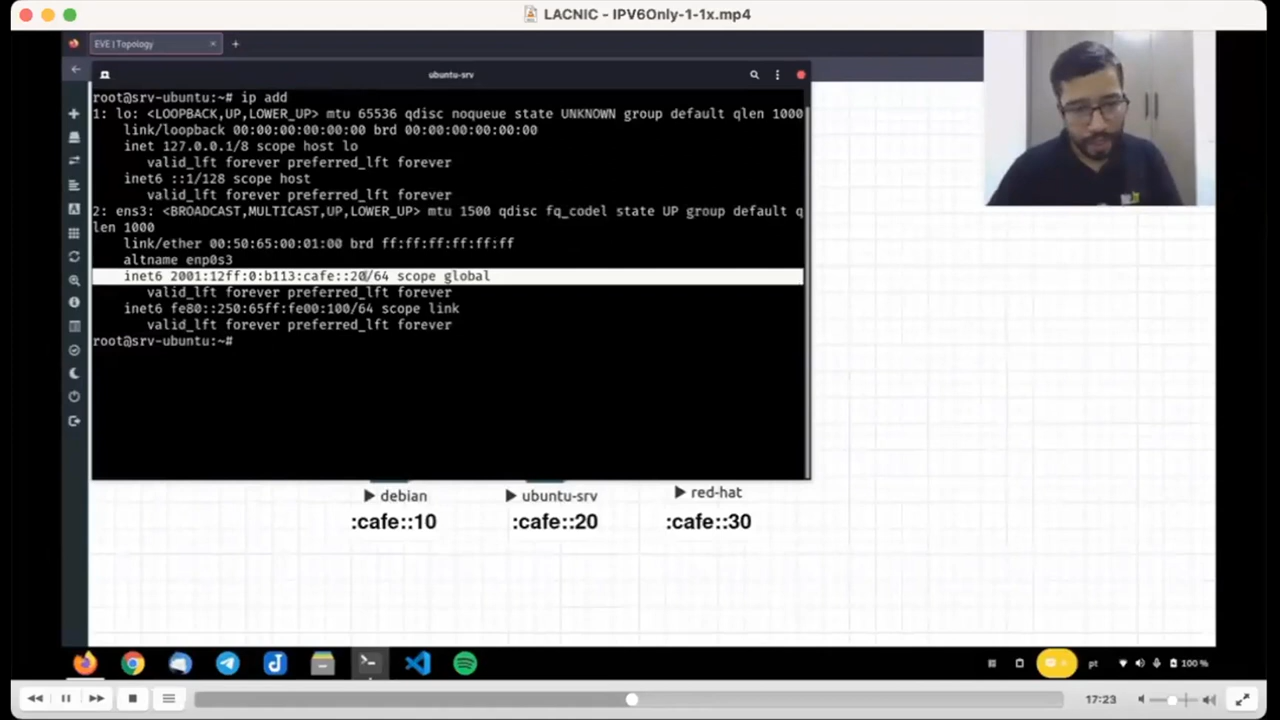 LACNIC - IPV6Only-1-1x.mp4
EVE | Topology
ubuntu-srv
root@srv-ubuntu:~# ip add
1: lo: <LOOPBACK,UP,LOWER_UP> mtu 65536 qdisc noqueue state UNKNOWN group default qlen 1000
link/loopback 00:00:00:00:00:00 brd 00:00:00:00:00:00
inet 127.0.0.1/8 scope host lo
valid_lft forever preferred_lft forever
inet6 ::1/128 scope host
valid_lft forever preferred_lft forever
2: ens3: <BROADCAST,MULTICAST,UP,LOWER_UP> mtu 1500 qdisc fq_codel state UP group default q
len 1000
link/ether 00:50:65:00:01:00 brd ff:ff:ff:ff:ff:ff
altname enp0s3
inet6 2001:12ff:0:b113:cafe::20/64 scope global
valid_lft forever preferred_lft forever
inet6 fe80::250:65ff:fe00:100/64 scope link
valid_lft forever preferred_lft forever
root@srv-ubuntu:~#
debian
ubuntu-srv
red-hat
:cafe::10
:cafe::20
:cafe::30
pt
100 %
17:23